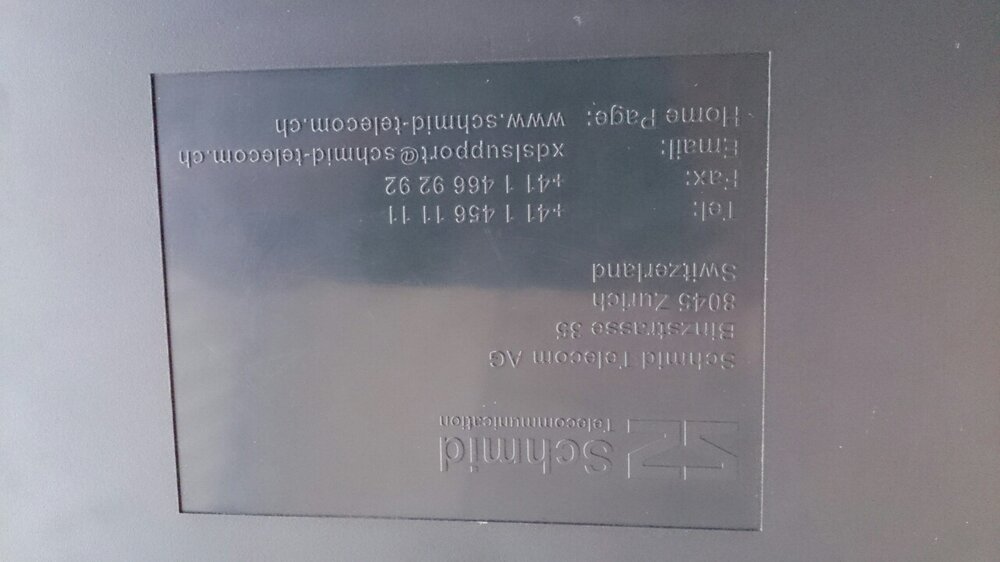 Schmid
Telecommunication
Schmid Telecom AG
Binzstrasse 35
8045 Zurich
Switzerland
Tel: +41 1 456 11 11
Fax: +41 1 466 92 92
Email: xdslsupport@schmid-telecom.ch
Home Page: www.schmid-telecom.ch